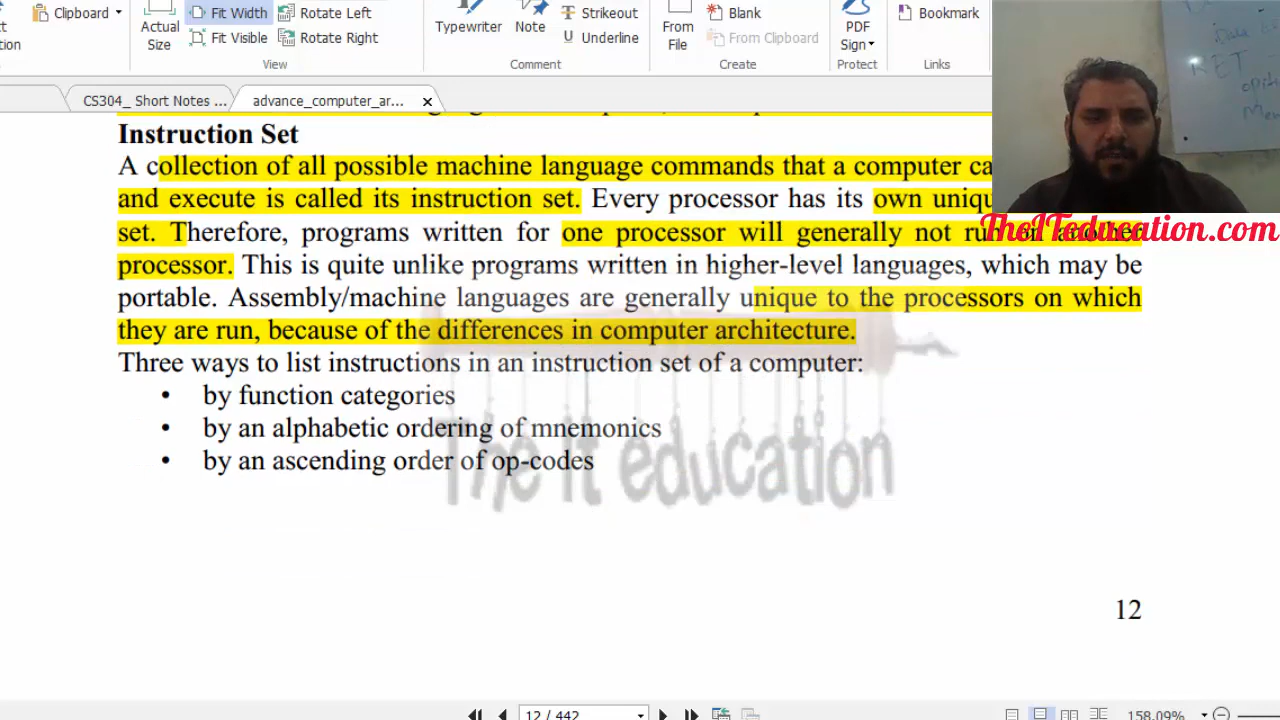 Clipboard
Fit Width
Rotate Left
Actual Size
Fit Visible
Rotate Right
View
Typewriter
Note
Strikeout
Underline
Comment
From File
Blank
From Clipboard
Create
PDF Sign
Protect
Bookmark
Links
CS304_ Short Notes ...
advance_computer_ar...
Instruction Set
A collection of all possible machine language commands that a computer
and execute is called its instruction set. Every processor has its own
set. Therefore, programs written for one processor will generally not
TheITeducation.com
processor. This is quite unlike programs written in higher-level languages, which may be
portable. Assembly/machine languages are generally unique to the processors on which
they are run, because of the differences in computer architecture.
Three ways to list instructions in an instruction set of a computer:
• by function categories
• by an alphabetic ordering of mnemonics
• by an ascending order of op-codes
The It education
12
12 / 442
158.09%
RET